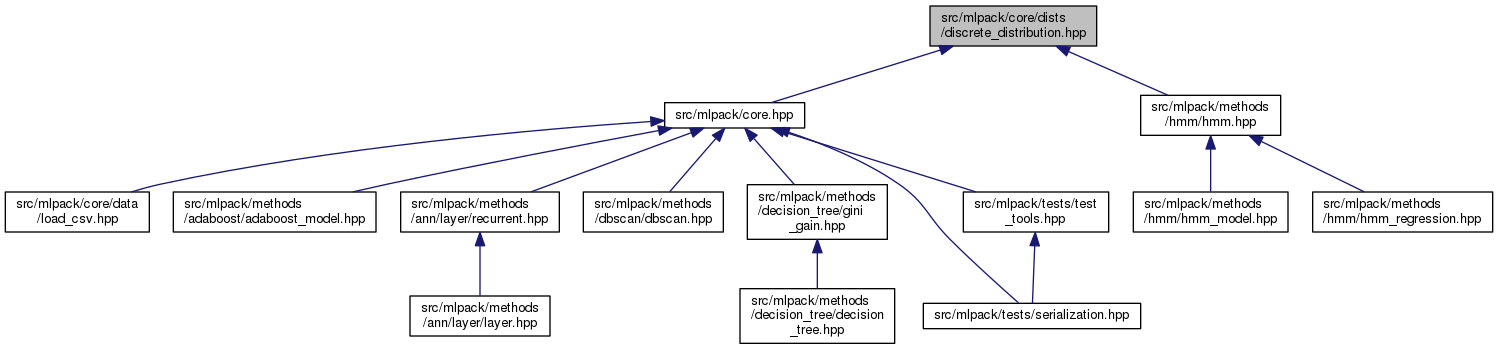 src/mlpack/core/dists
/discrete_distribution.hpp
src/mlpack/core.hpp
src/mlpack/methods
/hmm/hmm.hpp
src/mlpack/core/data
/load_csv.hpp
src/mlpack/methods
/adaboost/adaboost_model.hpp
src/mlpack/methods
/ann/layer/recurrent.hpp
src/mlpack/methods
/dbscan/dbscan.hpp
src/mlpack/methods
/decision_tree/gini
_gain.hpp
src/mlpack/tests/test
_tools.hpp
src/mlpack/methods
/hmm/hmm_model.hpp
src/mlpack/methods
/hmm/hmm_regression.hpp
src/mlpack/methods
/ann/layer/layer.hpp
src/mlpack/methods
/decision_tree/decision
_tree.hpp
src/mlpack/tests/serialization.hpp